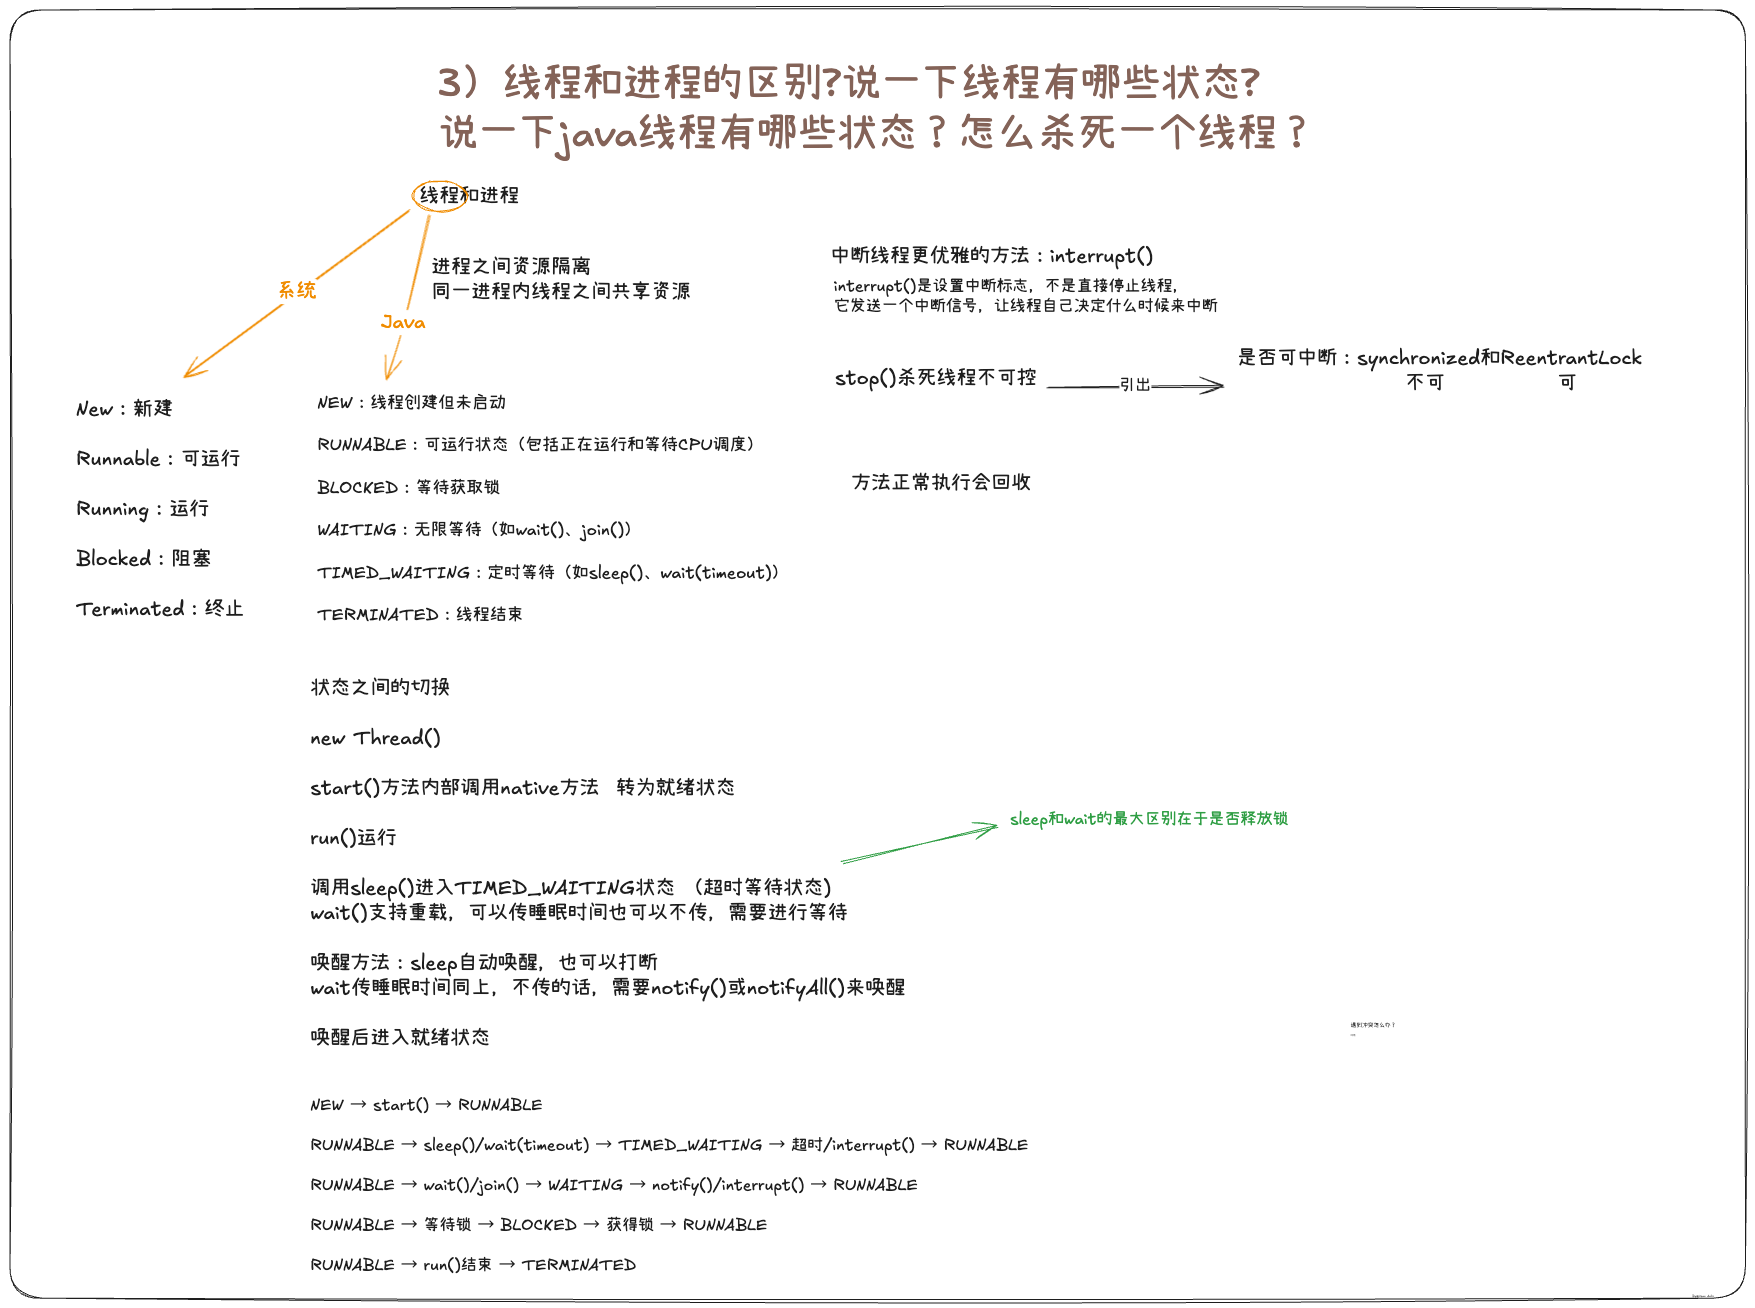 3）线程和进程的区别?说一下线程有哪些状态?
说一下java线程有哪些状态？怎么杀死一个线程？
线程和进程
进程之间资源隔离
同一进程内线程之间共享资源
系统
Java
New：新建
Runnable：可运行
Running：运行
Blocked：阻塞
Terminated：终止
NEW：线程创建但未启动
RUNNABLE：可运行状态（包括正在运行和等待CPU调度）
BLOCKED：等待获取锁
WAITING：无限等待（如wait()、join()）
TIMED_WAITING：定时等待（如sleep()、wait(timeout)）
TERMINATED：线程结束
中断线程更优雅的方法：interrupt()
interrupt()是设置中断标志，不是直接停止线程，
它发送一个中断信号，让线程自己决定什么时候来中断
stop()杀死线程不可控
引出
是否可中断：synchronized和ReentrantLock
不可 可
方法正常执行会回收
状态之间的切换
new Thread()
start()方法内部调用native方法 转为就绪状态
run()运行
调用sleep()进入TIMED_WAITING状态 （超时等待状态)
wait()支持重载，可以传睡眠时间也可以不传，需要进行等待
sleep和wait的最大区别在于是否释放锁
唤醒方法：sleep自动唤醒，也可以打断
wait传睡眠时间同上，不传的话，需要notify()或notifyAll()来唤醒
唤醒后进入就绪状态
遇到冲突怎么办？
NEW → start() → RUNNABLE
RUNNABLE → sleep()/wait(timeout) → TIMED_WAITING → 超时/interrupt() → RUNNABLE
RUNNABLE → wait()/join() → WAITING → notify()/interrupt() → RUNNABLE
RUNNABLE → 等待锁 → BLOCKED → 获得锁 → RUNNABLE
RUNNABLE → run()结束 → TERMINATED